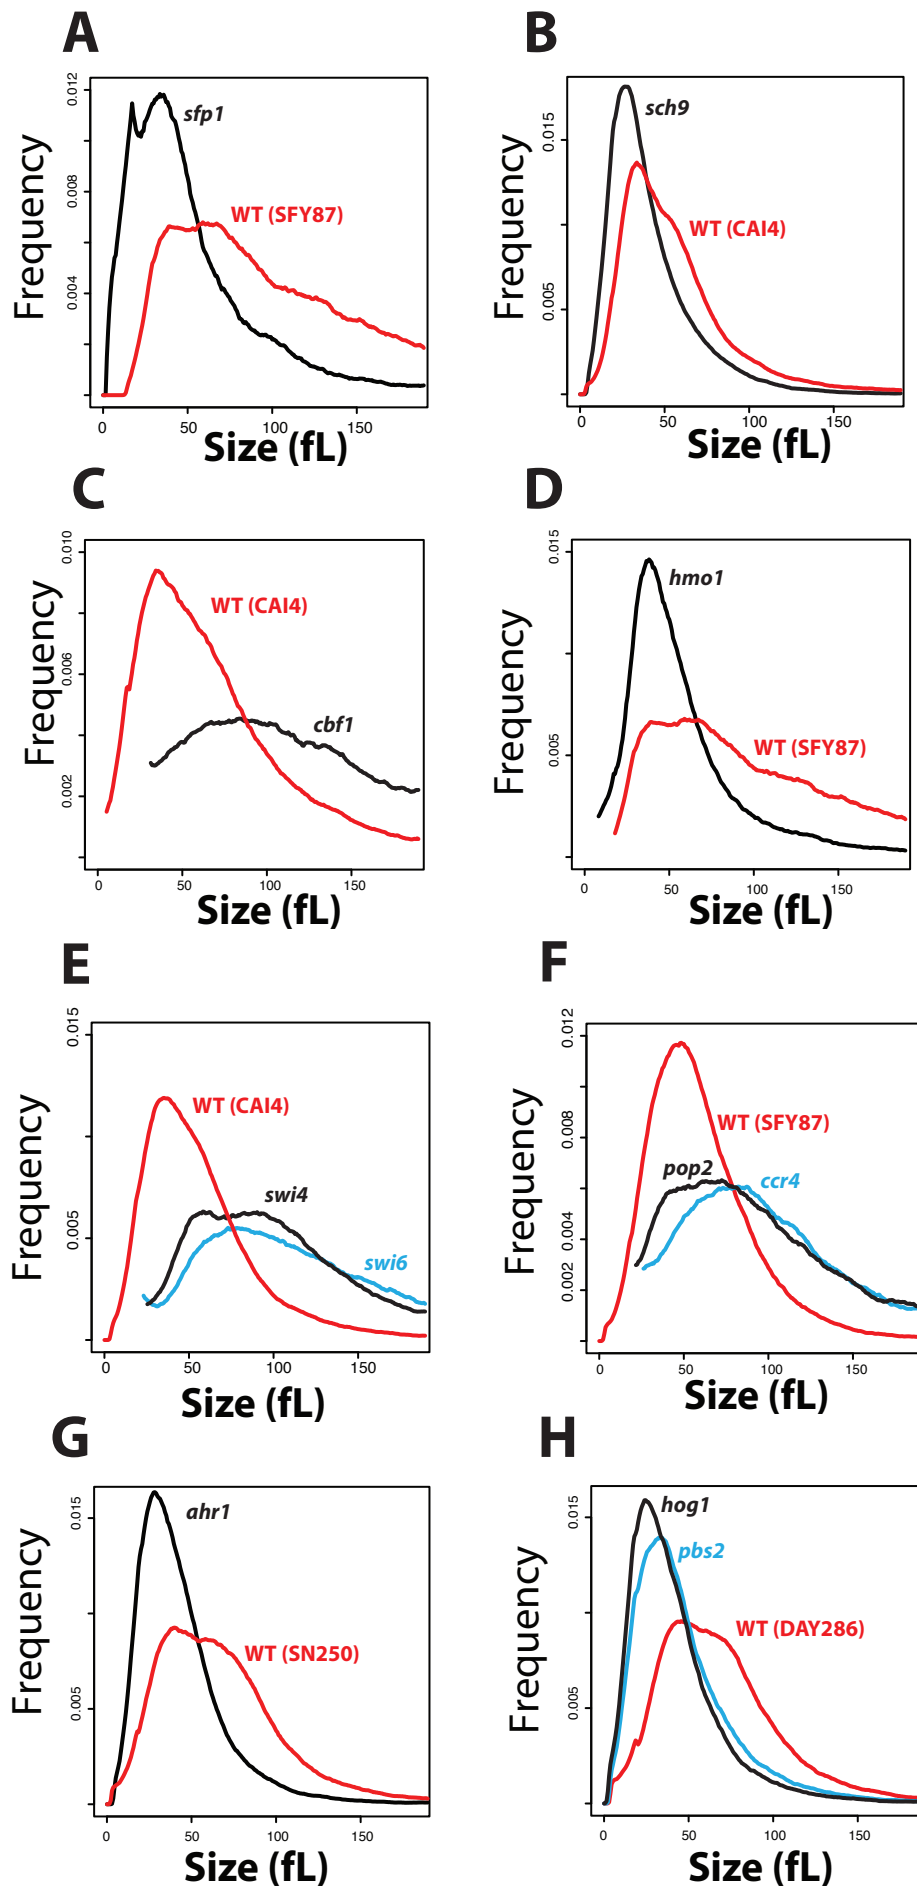 A
Frequency
0.012
0.008
0.004
sfp1
WT (SFY87)
0
50
150
Size (fL)
B
Frequency
0.015
0.005
sch9
WT (CAI4)
0
50
150
Size (fL)
C
Frequency
0.010
0.006
0.002
WT (CAI4)
cbf1
0
50
100
150
Size (fL)
D
Frequency
0.015
0.005
hmo1
WT (SFY87)
0
50
100
150
Size (fL)
E
Frequency
0.015
0.005
WT (CAI4)
swi4
swi6
0
50
150
Size (fL)
F
Frequency
0.012
0.008
0.004
0.002
WT (SFY87)
pop2
ccr4
0
50
100
150
Size (fL)
G
Frequency
0.015
0.005
ahr1
WT (SN250)
0
50
150
Size (fL)
H
Frequency
0.015
0.005
hog1
pbs2
WT (DAY286)
0
50
150
Size (fL)